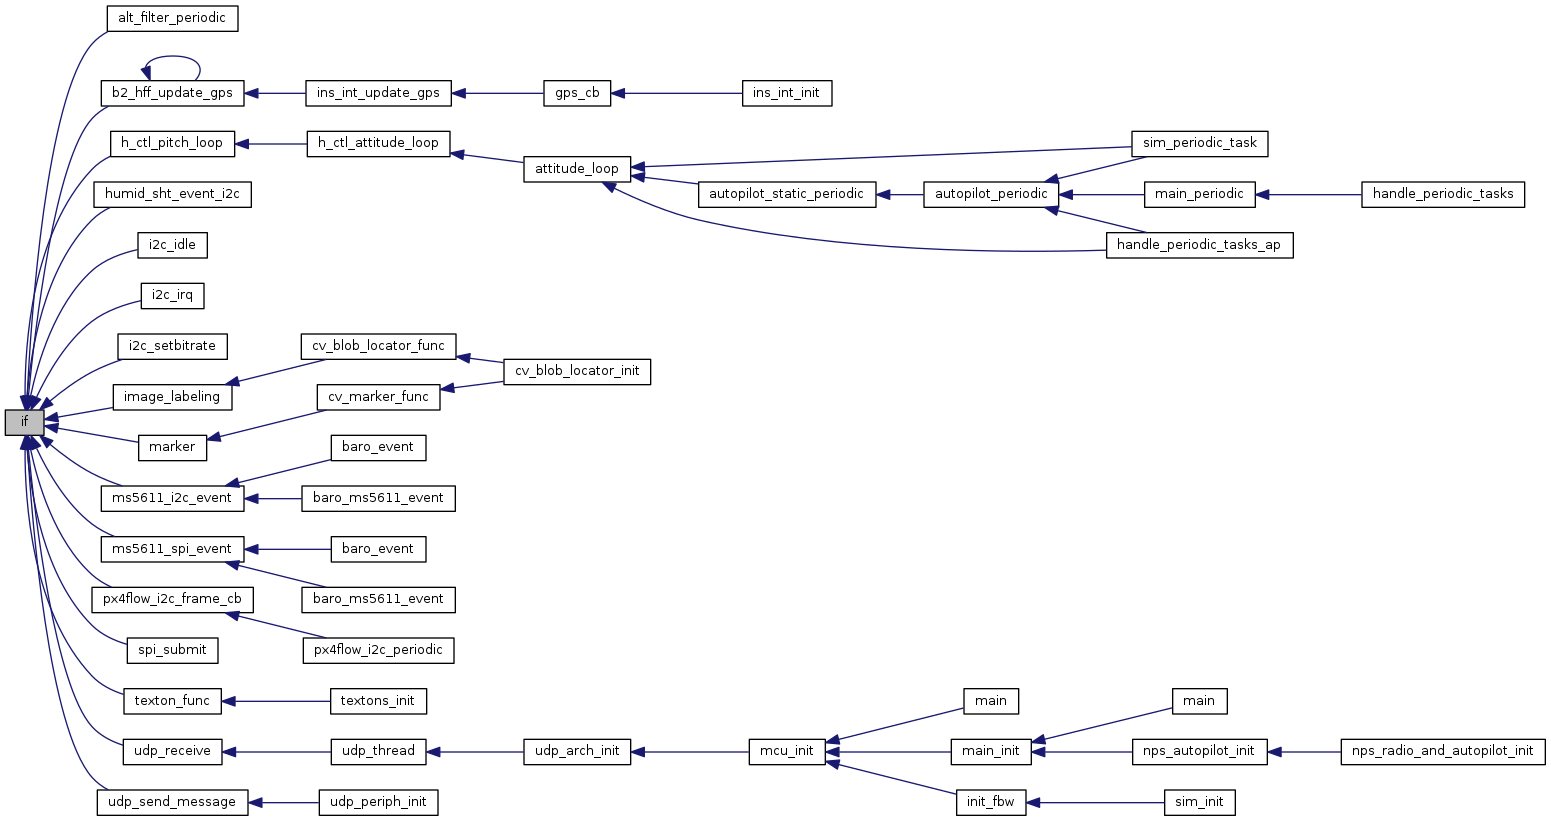 alt_filter_periodic
b2_hff_update_gps
ins_int_update_gps
gps_cb
ins_int_init
h_ctl_pitch_loop
h_ctl_attitude_loop
attitude_loop
sim_periodic_task
humid_sht_event_i2c
autopilot_static_periodic
autopilot_periodic
main_periodic
handle_periodic_tasks
i2c_idle
handle_periodic_tasks_ap
i2c_irq
i2c_setbitrate
cv_blob_locator_func
cv_blob_locator_init
image_labeling
cv_marker_func
if
marker
baro_event
ms5611_i2c_event
baro_ms5611_event
ms5611_spi_event
baro_event
px4flow_i2c_frame_cb
baro_ms5611_event
spi_submit
px4flow_i2c_periodic
texton_func
textons_init
main
main
udp_receive
udp_thread
udp_arch_init
mcu_init
main_init
nps_autopilot_init
nps_radio_and_autopilot_init
udp_send_message
udp_periph_init
init_fbw
sim_init